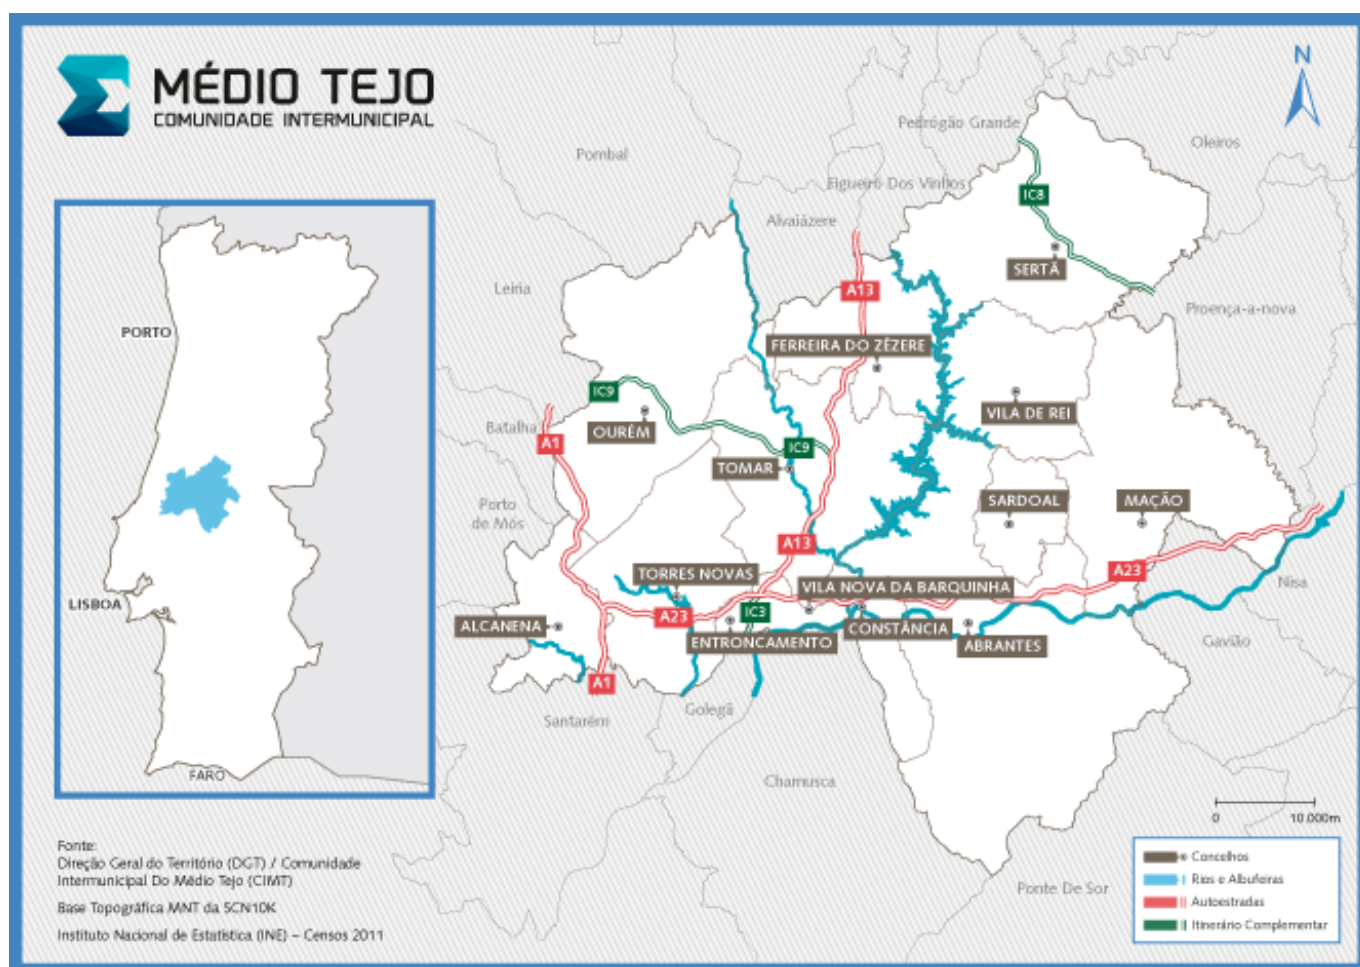 MÉDIO TEJO
COMUNIDADE INTERMUNICIPAL
N
Pedrógão Grande
Oleiros
Pombal
Figueiró Dos Vinhos
IC8
Alvaiázere
SERTÃ
Leiria
A13
Proença-a-nova
PORTO
FERREIRA DO ZÊZERE
IC9
VILA DE REI
OURÉM
Batalha
A1
IC9
TOMAR
Porto
de Mós
SARDOAL
MAÇÃO
A13
TORRES NOVAS
A23
Nisa
VILA NOVA DA BARQUINHA
LISBOA
IC3
A23
ALCANENA
CONSTÂNCIA
ENTRONCAMENTO
ABRANTES
Gavião
A1
Golegã
Santarém
FARO
Chamusca
0 10.000m
Fonte:
Direção Geral do Território (DGT) / Comunidade
Intermunicipal Do Médio Tejo (CIMT)
Base Topográfica MNT da SCN10K
Instituto Nacional de Estatística (INE) – Censos 2011
Ponte De Sor
Concelhos
Rios e Albufeiras
Autoestradas
Itinerário Complementar